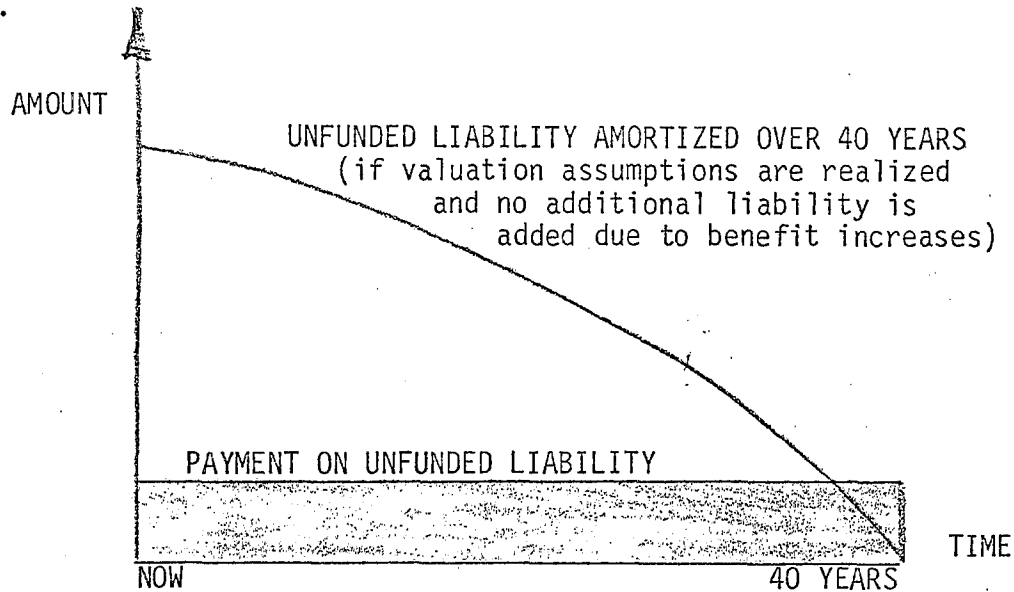 AMOUNT
UNFUNDED LIABILITY AMORTIZED OVER 40 YEARS
(if valuation assumptions are realized
and no additional liability is
added due to benefit increases)
PAYMENT ON UNFUNDED LIABILITY
TIME
NOW
40 YEARS